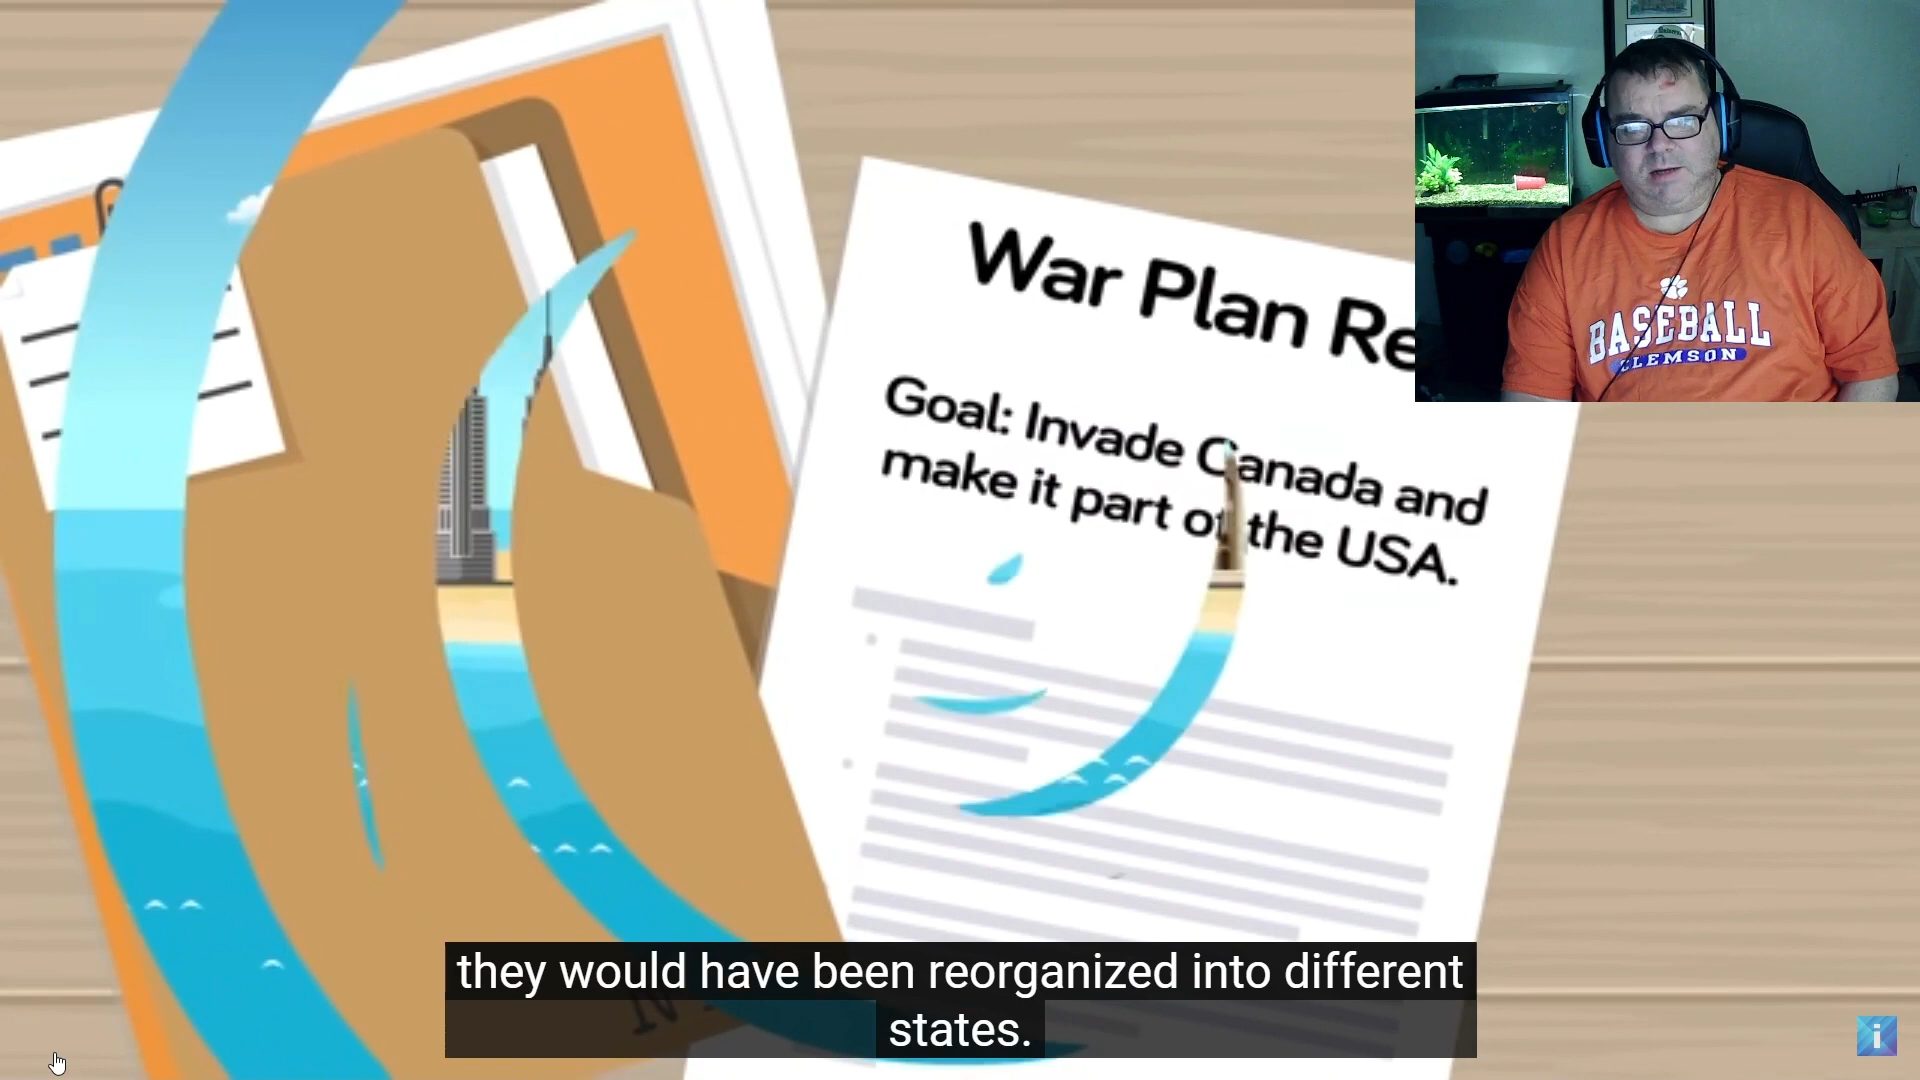 War Plan Re
Goal: Invade Canada and
make it part of the USA.
BASEBALL
CLEMSON
they would have been reorganized into different
states.
i